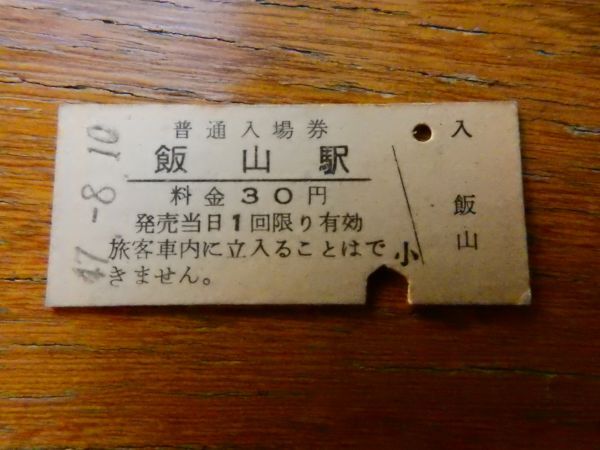 普通入場券
飯山駅
料金30円
発売当日1回限り有効
旅客車内に立入ることはで
きません。
小
入
飯山
47.-8.10